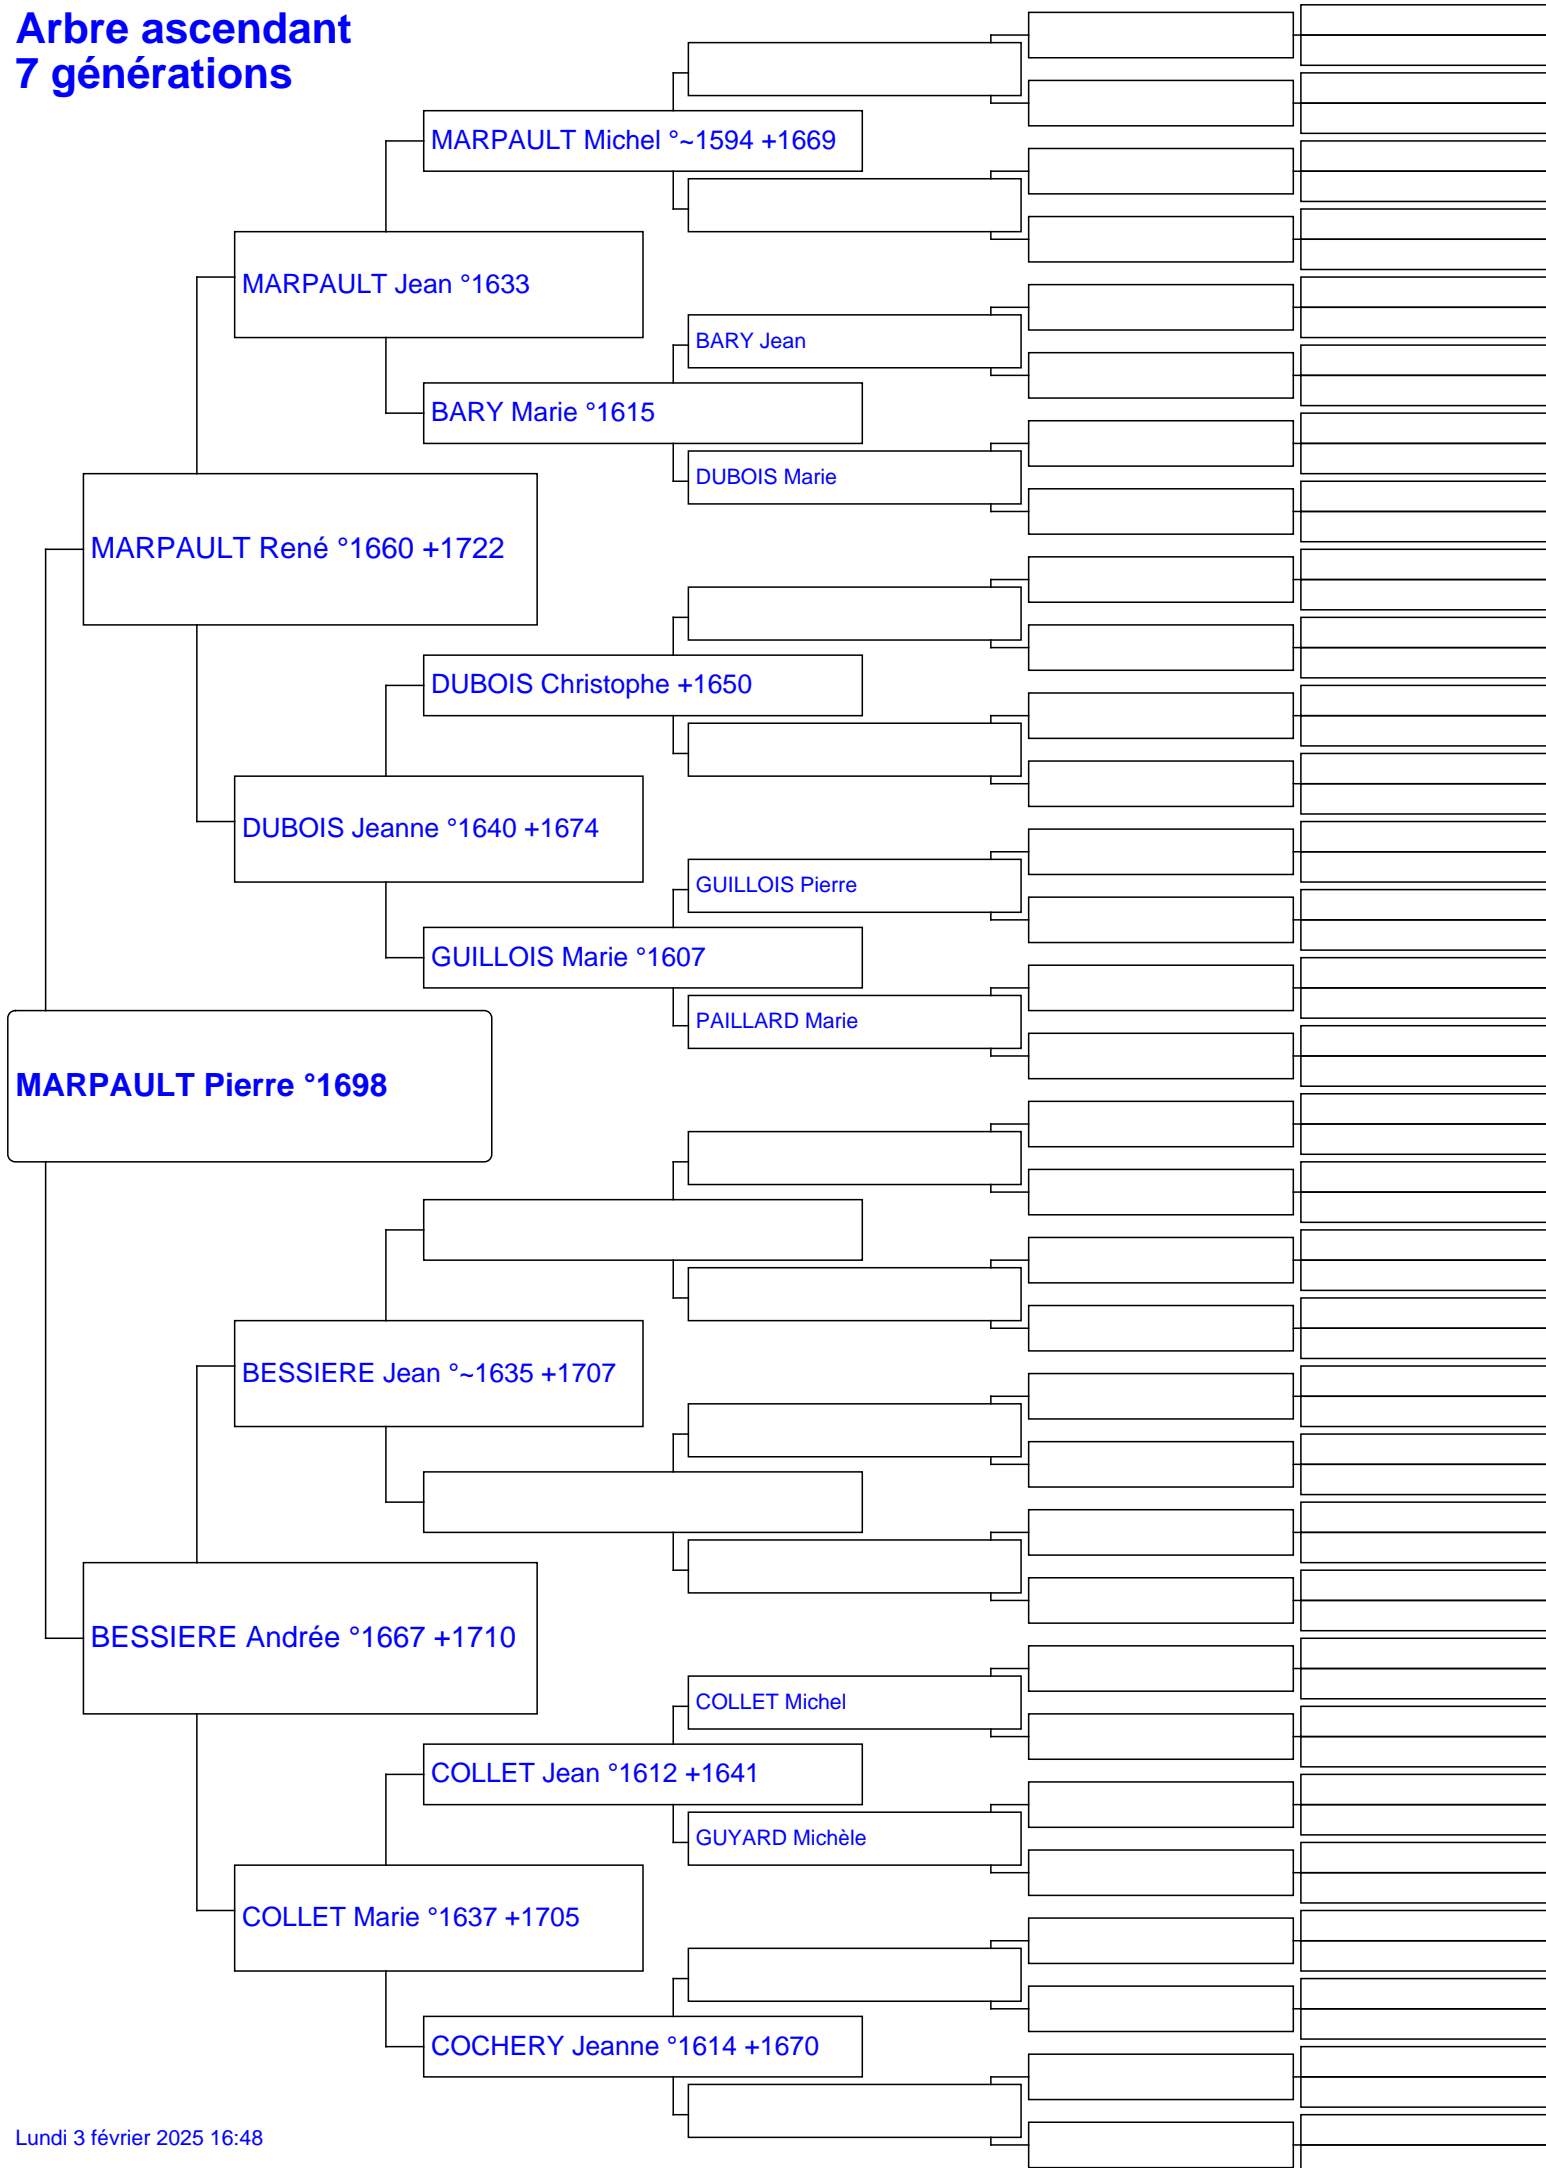 Arbre ascendant
7 générations
MARPAULT Michel °~1594 +1669
MARPAULT Jean °1633
BARY Jean
BARY Marie °1615
DUBOIS Marie
MARPAULT René °1660 +1722
DUBOIS Christophe +1650
DUBOIS Jeanne °1640 +1674
GUILLOIS Pierre
GUILLOIS Marie °1607
PAILLARD Marie
MARPAULT Pierre °1698
BESSIERE Jean °~1635 +1707
BESSIERE Andrée °1667 +1710
COLLET Michel
COLLET Jean °1612 +1641
GUYARD Michèle
COLLET Marie °1637 +1705
COCHERY Jeanne °1614 +1670
Lundi 3 février 2025 16:48